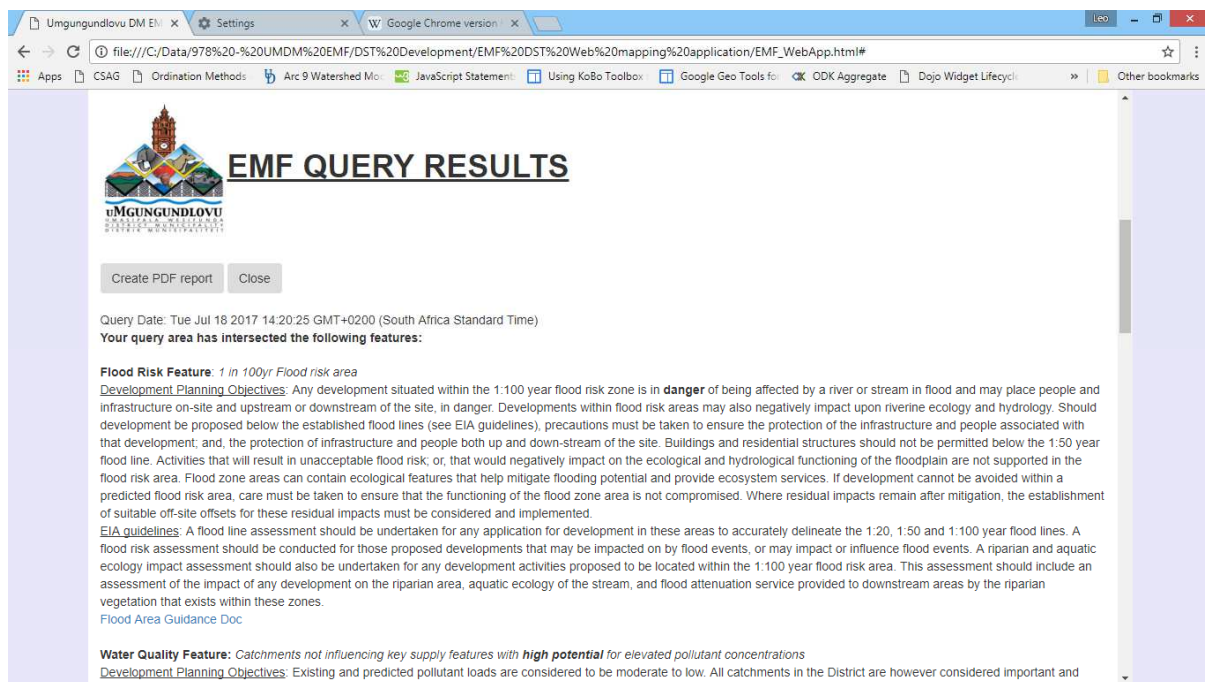 Umgungundlovu DM EM
Settings
Google Chrome version
Leo
file:///C:/Data/978%20-%20UMDM%20EMF/DST%20Development/EMF%20DST%20Web%20mapping%20application/EMF_WebApp.html#
Apps CSAG Ordination Methods Arc 9 Watershed Mo JavaScript Statement Using KoBo Toolbox Google Geo Tools fo ODK Aggregate Dojo Widget Lifecycl » Other bookmarks
EMF QUERY RESULTS
uMGUNGUNDLOVU
UMASIPALA WESIFUNDA
DISTRICT MUNICIPALITY
DISTRIK MUNISIPALITEIT
Create PDF report Close
Query Date: Tue Jul 18 2017 14:20:25 GMT+0200 (South Africa Standard Time)
Your query area has intersected the following features:
Flood Risk Feature: 1 in 100yr Flood risk area
Development Planning Objectives: Any development situated within the 1:100 year flood risk zone is in danger of being affected by a river or stream in flood and may place people and
infrastructure on-site and upstream or downstream of the site, in danger. Developments within flood risk areas may also negatively impact upon riverine ecology and hydrology. Should
development be proposed below the established flood lines (see EIA guidelines), precautions must be taken to ensure the protection of the infrastructure and people associated with
that development; and, the protection of infrastructure and people both up and down-stream of the site. Buildings and residential structures should not be permitted below the 1:50 year
flood line. Activities that will result in unacceptable flood risk; or, that would negatively impact on the ecological and hydrological functioning of the floodplain are not supported in the
flood risk area. Flood zone areas can contain ecological features that help mitigate flooding potential and provide ecosystem services. If development cannot be avoided within a
predicted flood risk area, care must be taken to ensure that the functioning of the flood zone area is not compromised. Where residual impacts remain after mitigation, the establishment
of suitable off-site offsets for these residual impacts must be considered and implemented.
EIA guidelines: A flood line assessment should be undertaken for any application for development in these areas to accurately delineate the 1:20, 1:50 and 1:100 year flood lines. A
flood risk assessment should be conducted for those proposed developments that may be impacted on by flood events, or may impact or influence flood events. A riparian and aquatic
ecology impact assessment should also be undertaken for any development activities proposed to be located within the 1:100 year flood risk area. This assessment should include an
assessment of the impact of any development on the riparian area, aquatic ecology of the stream, and flood attenuation service provided to downstream areas by the riparian
vegetation that exists within these zones.
Flood Area Guidance Doc
Water Quality Feature: Catchments not influencing key supply features with high potential for elevated pollutant concentrations
Development Planning Objectives: Existing and predicted pollutant loads are considered to be moderate to low. All catchments in the District are however considered important and